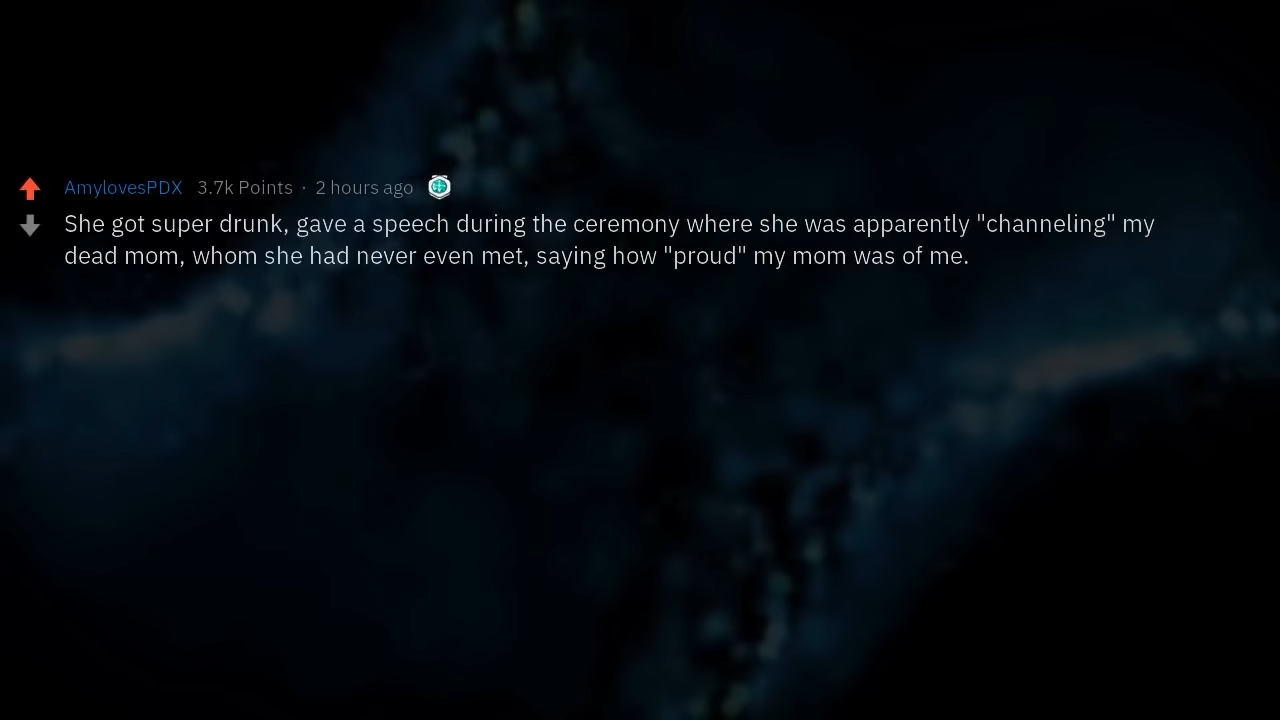 AmylovesPDX 3.7k Points · 2 hours ago
She got super drunk, gave a speech during the ceremony where she was apparently "channeling" my
dead mom, whom she had never even met, saying how "proud" my mom was of me.